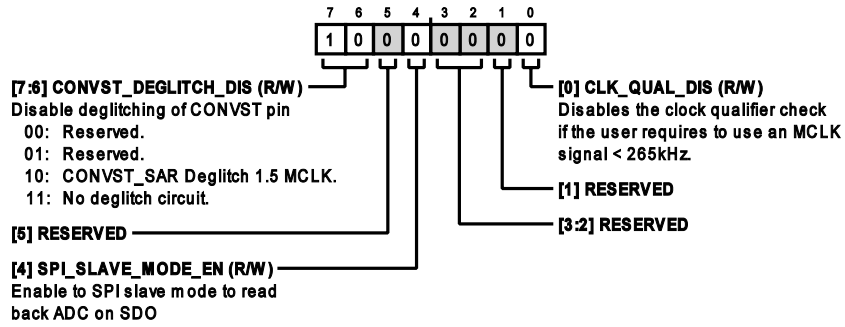 7 6 5 4 3 2 1 0
1 0 0 0 0 0 0 0
[7:6] CONVST_DEGLITCH_DIS (R/W)
Disable deglitching of CONVST pin
00: Reserved.
01: Reserved.
10: CONVST_SAR Deglitch 1.5 MCLK.
11: No deglitch circuit.
[5] RESERVED
[4] SPI_SLAVE_MODE_EN (R/W)
Enable to SPI slave mode to read
back ADC on SDO
[0] CLK_QUAL_DIS (R/W)
Disables the clock qualifier check
if the user requires to use an MCLK
signal < 265kHz.
[1] RESERVED
[3:2] RESERVED